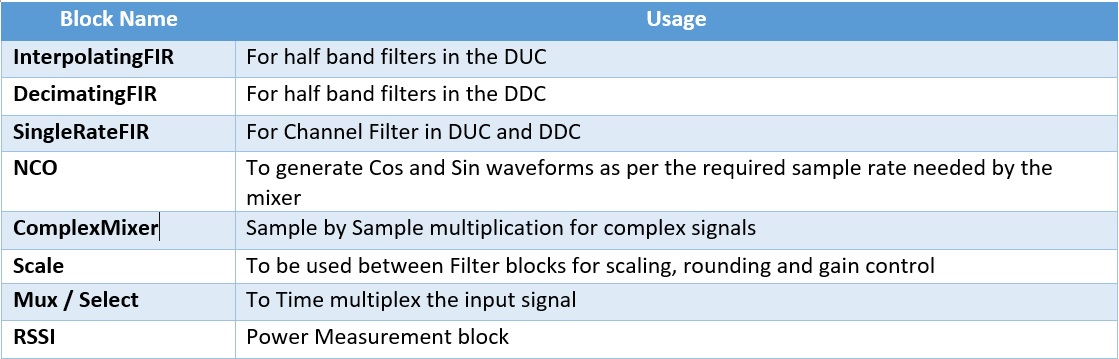 Block Name Usage
InterpolatingFIR For half band filters in the DUC
DecimatingFIR For half band filters in the DDC
SingleRateFIR For Channel Filter in DUC and DDC
NCO To generate Cos and Sin waveforms as per the required sample rate needed by the
mixer
ComplexMixer Sample by Sample multiplication for complex signals
Scale To be used between Filter blocks for scaling, rounding and gain control
Mux / Select To Time multiplex the input signal
RSSI Power Measurement block